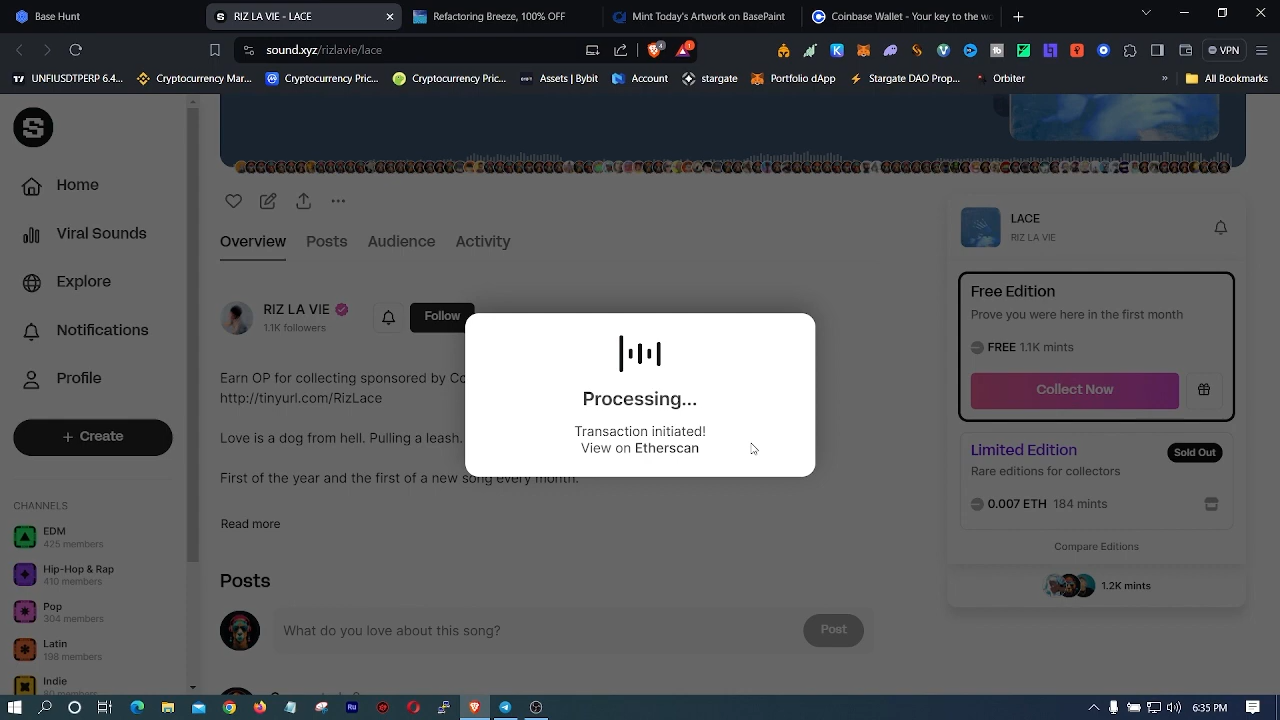 Base Hunt
RIZ LA VIE - LACE
Refactoring Breeze, 100% OFF
Mint Today's Artwork on BasePaint
Coinbase Wallet - Your key to the wo
sound.xyz/rizlavie/lace
4
1
VPN
UNFIUSDTPERP 6.4...
Cryptocurrency Mar...
Cryptocurrency Pric...
Cryptocurrency Pric...
Assets | Bybit
Account
stargate
Portfolio dApp
Stargate DAO Prop...
Orbiter
»
All Bookmarks
Home
Viral Sounds
Explore
Notifications
Profile
+ Create
CHANNELS
EDM
425 members
Hip-Hop & Rap
410 members
Pop
304 members
Latin
198 members
Indie
80 members
Overview
Posts
Audience
Activity
RIZ LA VIE
1.1K followers
Follow
Earn OP for collecting sponsored by Co
http://tinyurl.com/RizLace
Love is a dog from hell. Pulling a leash.
First of the year and the first of a new song every month.
Read more
Posts
What do you love about this song?
Post
Processing...
Transaction initiated!
View on Etherscan
LACE
RIZ LA VIE
Free Edition
Prove you were here in the first month
FREE 1.1K mints
Collect Now
Limited Edition
Sold Out
Rare editions for collectors
0.007 ETH 184 mints
Compare Editions
1.2K mints
6:35 PM